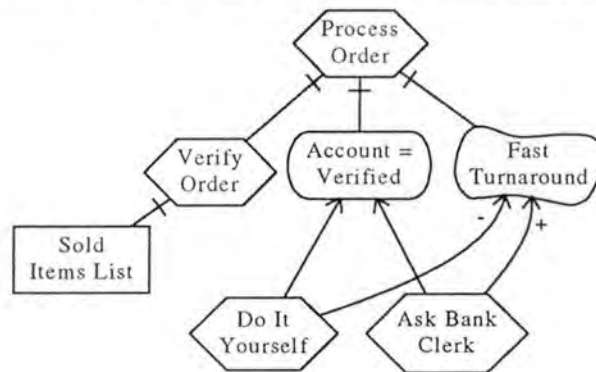 Process
Order
Verify
Order
Account =
Verified
Fast
Turnaround
Sold
Items List
-
+
Do It
Yourself
Ask Bank
Clerk